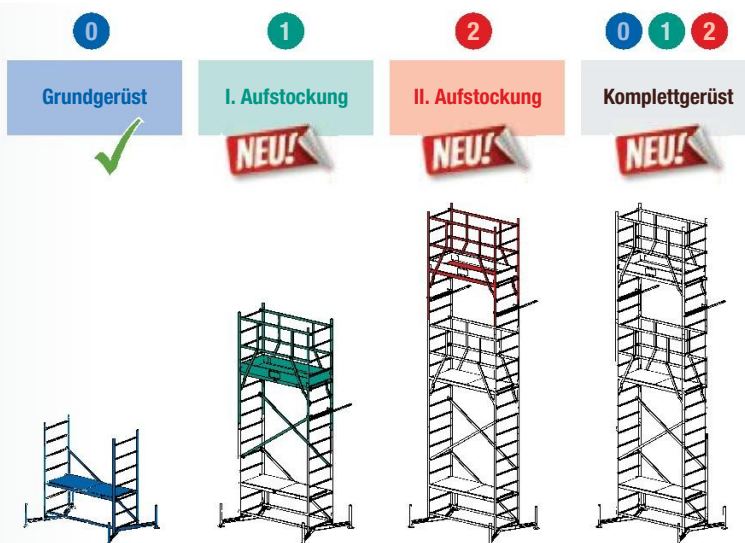 0
1
2
0 1 2
Grundgerüst
I. Aufstockung
II. Aufstockung
Komplettgerüst
NEU!
NEU!
NEU!